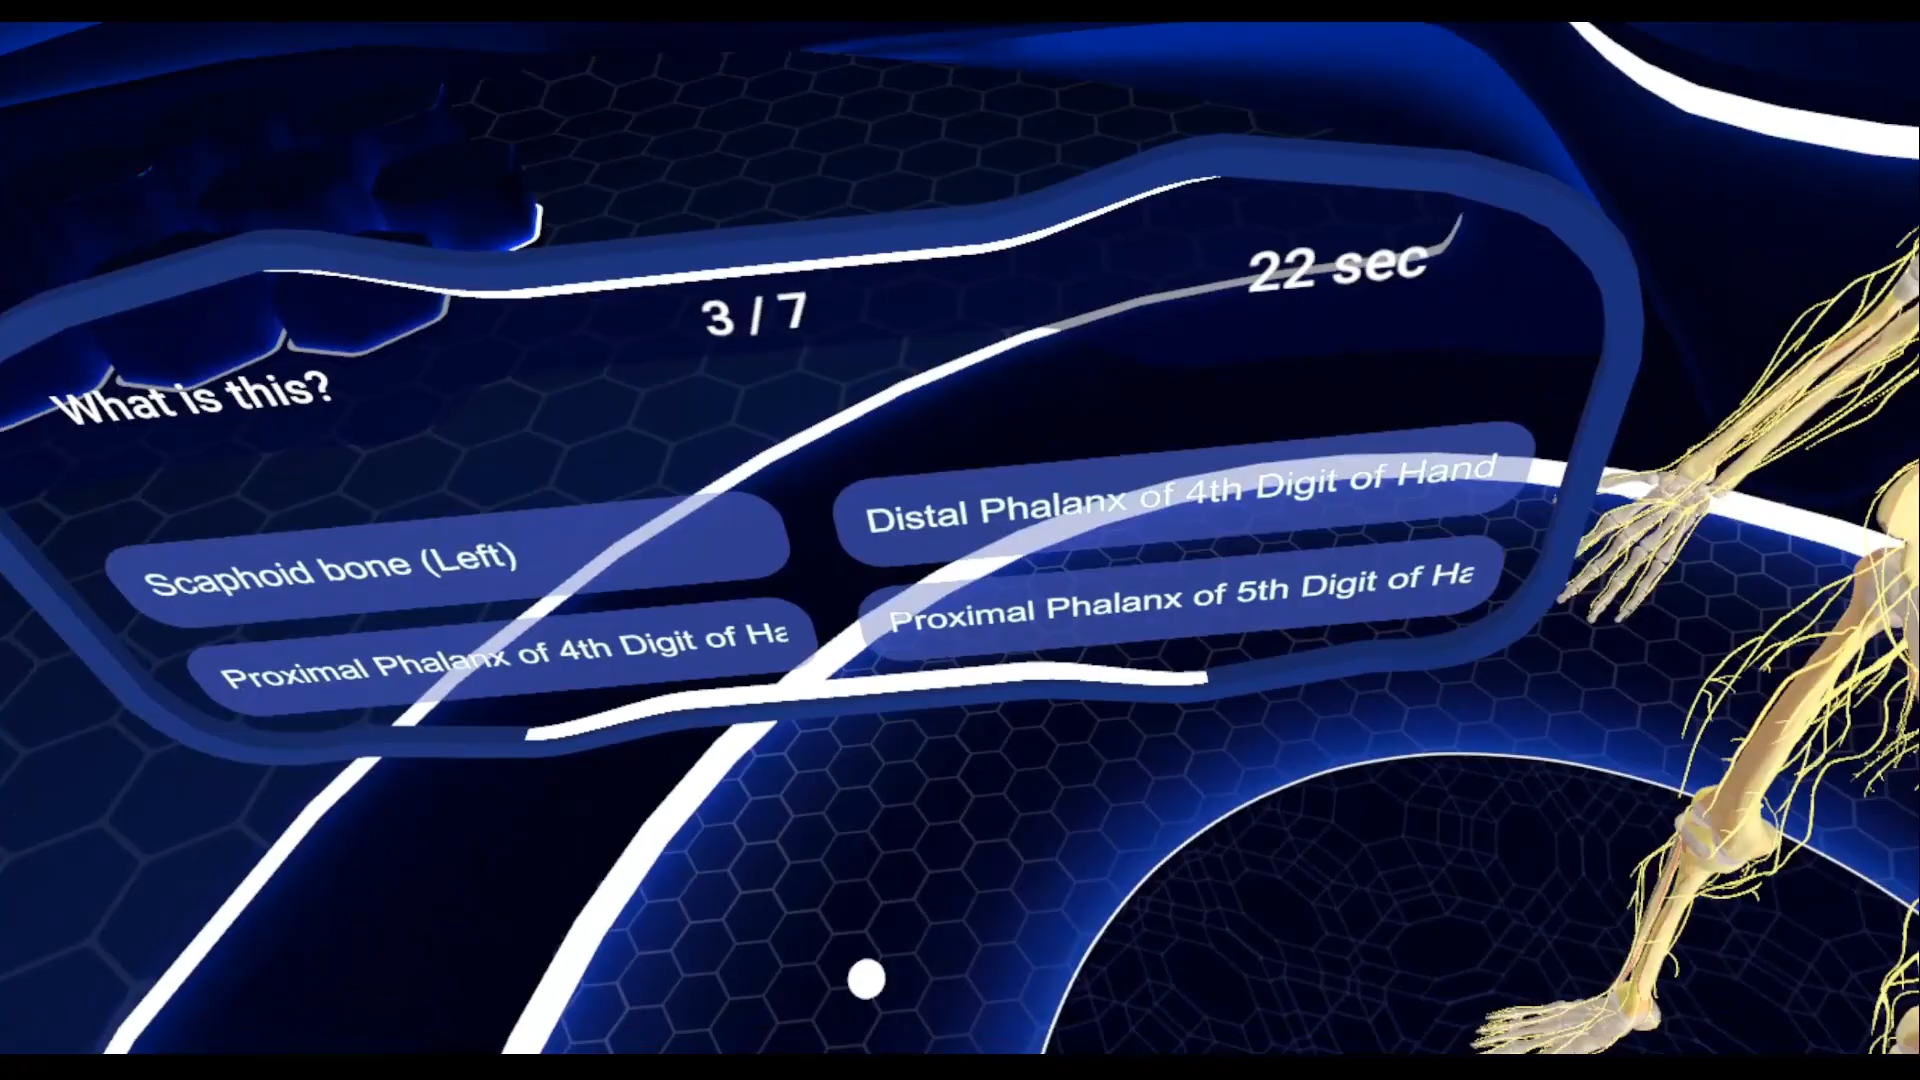 3 / 7
22 sec
What is this?
Scaphoid bone (Left)
Distal Phalanx of 4th Digit of Hand
Proximal Phalanx of 4th Digit of Ha
Proximal Phalanx of 5th Digit of Ha